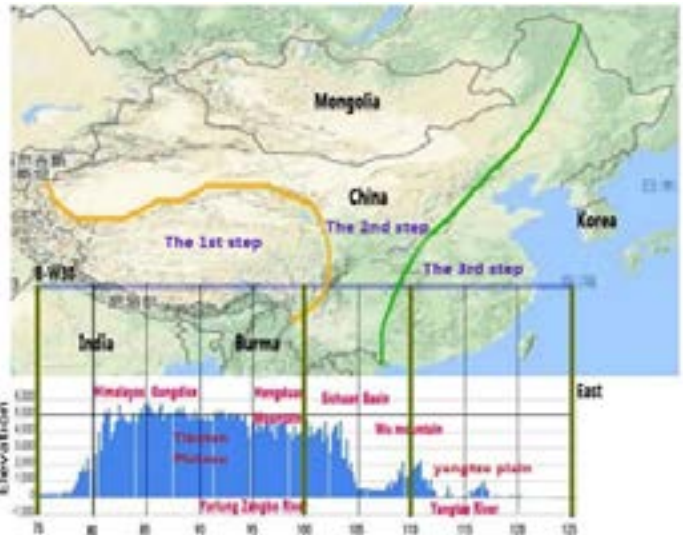 Mongolia
China
Korea
The 1st step
The 2nd step
The 3rd step
India
Burma
East
Elevation
Himalayas Gangdise
Hengduan
Mountain
Sichuan Basin
Wu mountain
Tibetan
Plateau
yangtze plain
Parlung Zangbo River
Yangtze River
75 80 85 90 95 100 105 110 115 120 125